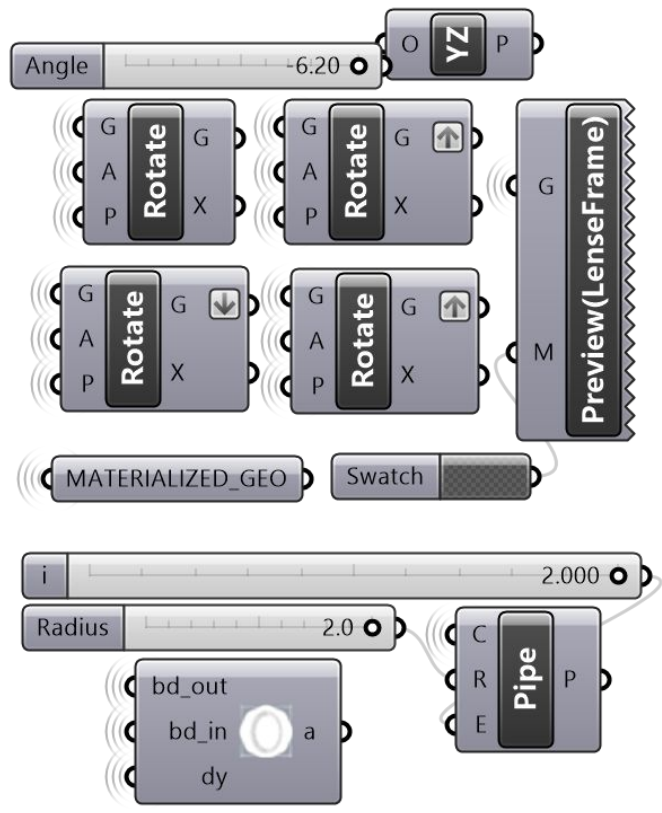 O YZ P
Angle -6.20
G Rotate G
A
P X
G Rotate G
A
P X
G Preview(LenseFrame)
M
G Rotate G
A
P X
G Rotate G
A
P X
MATERIALIZED_GEO
Swatch
i 2.000
Radius 2.0
C Pipe
R P
E
bd_out
bd_in a
dy